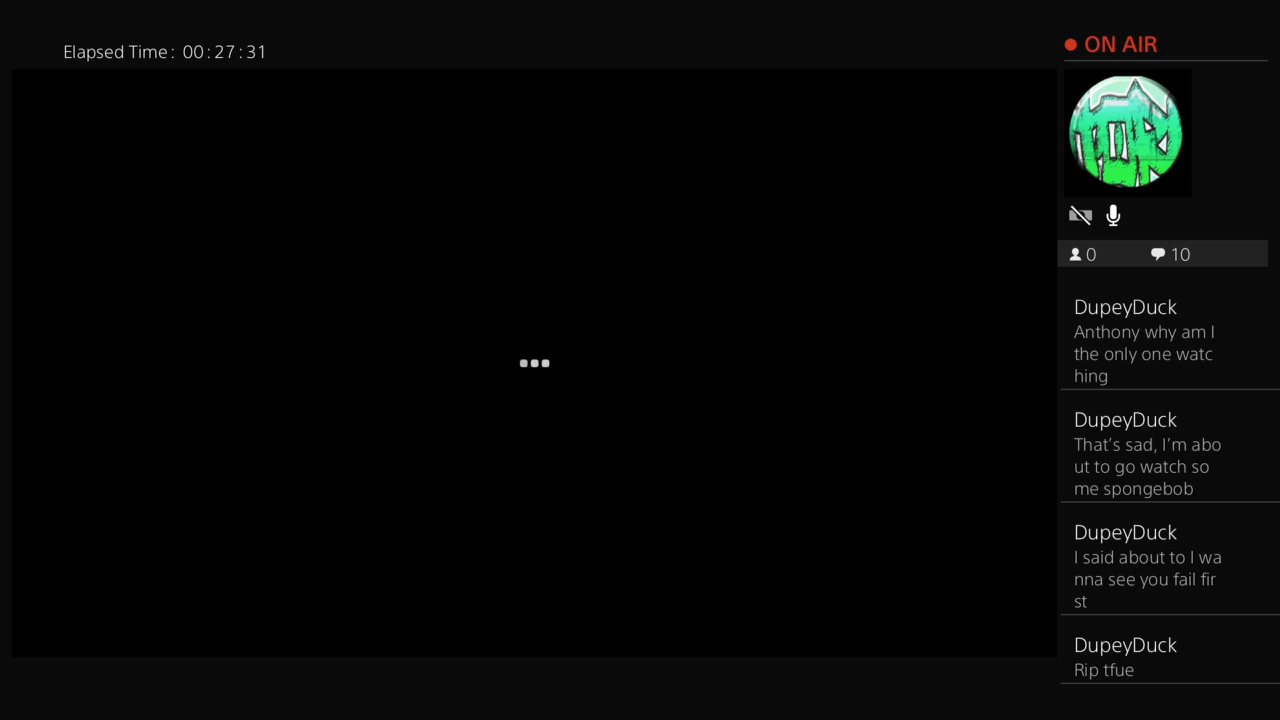 Elapsed Time: 00:27:31
ON AIR
0 10
DupeyDuck
Anthony why am I
the only one watc
hing
DupeyDuck
That's sad, I'm abo
ut to go watch so
me spongebob
DupeyDuck
I said about to I wa
nna see you fail fir
st
DupeyDuck
Rip tfue